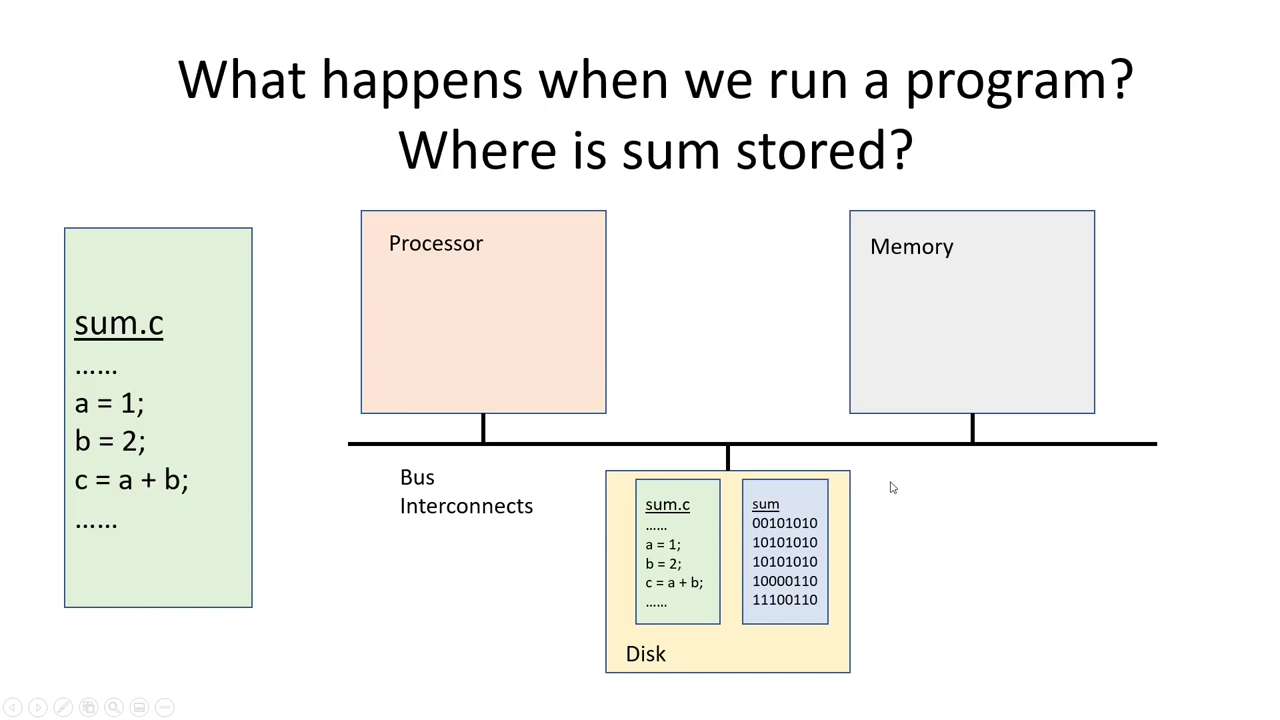 What happens when we run a program?
Where is sum stored?
sum.c
......
a = 1;
b = 2;
c = a + b;
......
Processor
Memory
Bus
Interconnects
sum.c
......
a = 1;
b = 2;
c = a + b;
......
sum
00101010
10101010
10101010
10000110
11100110
Disk